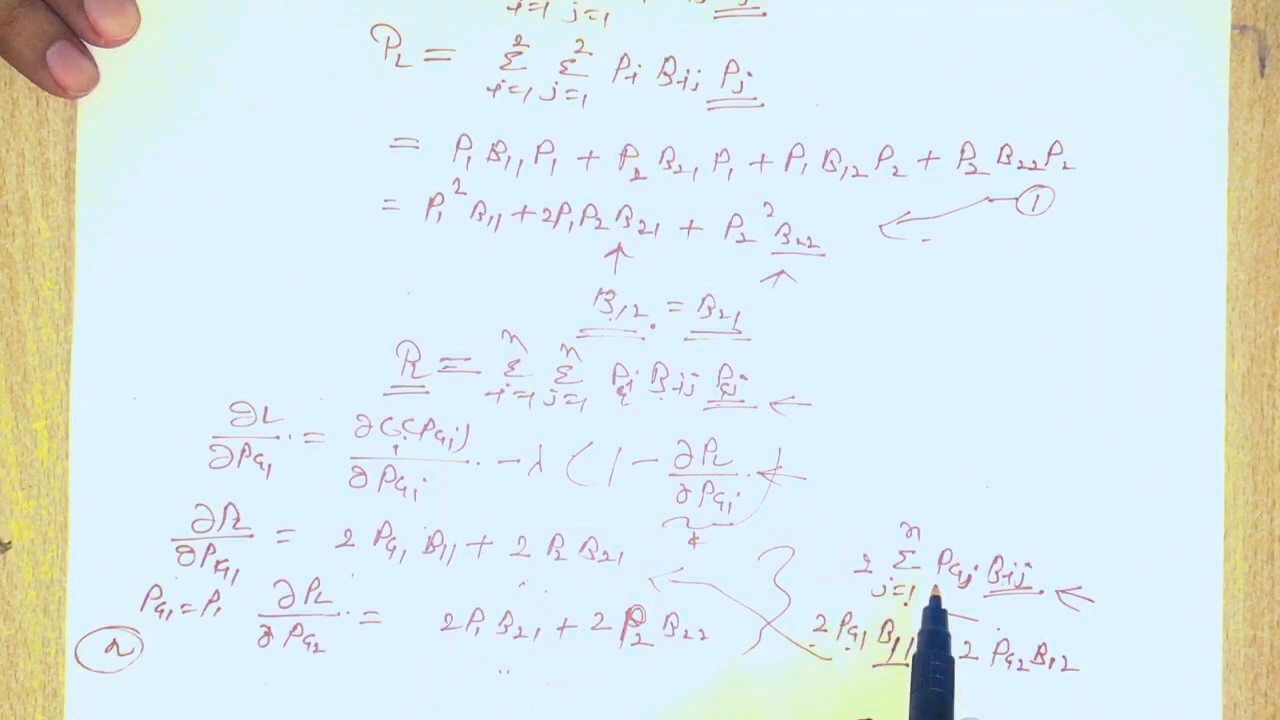 i=1 j=1
P_L = Σ_{i=1}^{2} Σ_{j=1}^{2} P_i B_ij P_j
= P_1 B_11 P_1 + P_2 B_21 P_1 + P_1 B_12 P_2 + P_2 B_22 P_2
= P_1^2 B_11 + 2P_1 P_2 B_21 + P_2^2 B_22 ← ①
B_12 = B_21
P_L = Σ_{i=1}^{n} Σ_{j=1}^{n} P_Gi B_ij P_Gj ←
∂L/∂P_G1 = ∂C_i(P_Gi)/∂P_Gi - λ (1 - ∂P_L/∂P_Gi) ←
∂P_L/∂P_G1 = 2 P_G1 B_11 + 2 P_2 B_21
2 Σ_{j=1}^{n} P_Gj B_ij ←
P_G1 = P_1 ∂P_L/∂P_G2 = 2P_1 B_21 + 2 P_2 B_22
2 P_G1 B_11 2 P_G2 B_12
②